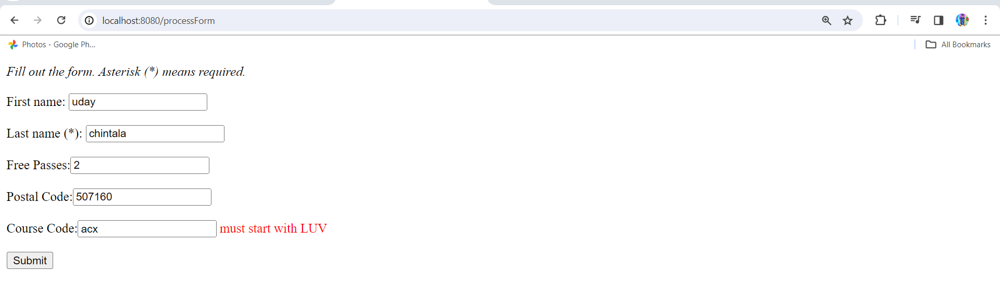 localhost:8080/processForm
Photos - Google Ph...
All Bookmarks
Fill out the form. Asterisk (*) means required.
First name: uday
Last name (*): chintala
Free Passes: 2
Postal Code: 507160
Course Code: acx must start with LUV
Submit